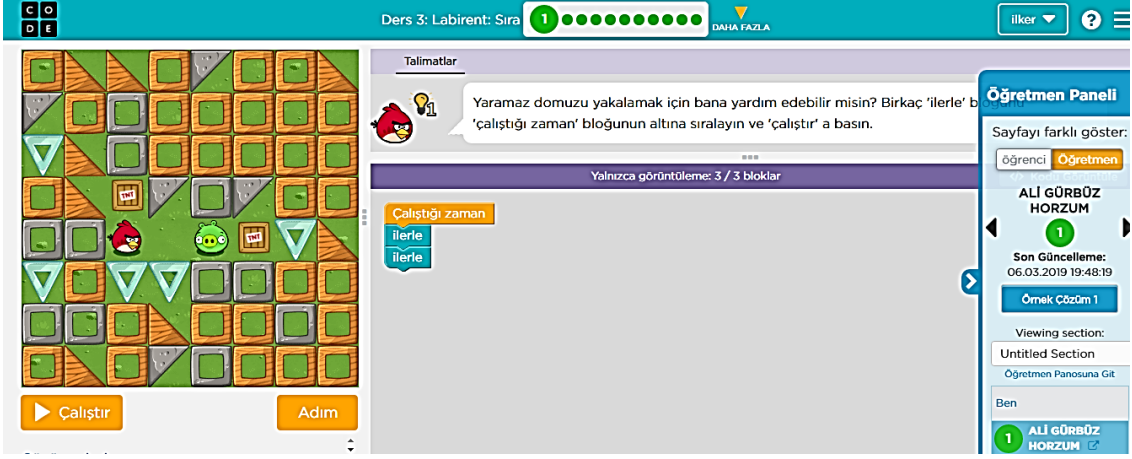 C O
D E
Ders 3: Labirent: Sıra
1
DAHA FAZLA
ilker
?
Talimatlar
1
Yaramaz domuzu yakalamak için bana yardım edebilir misin? Birkaç 'ilerle' bloğunu
'çalıştığı zaman' bloğunun altına sıralayın ve 'çalıştır' a basın.
Yalnızca görüntüleme: 3 / 3 bloklar
Çalıştığı zaman
ilerle
ilerle
TNT
TNT
Çalıştır
Adım
Öğretmen Paneli
Sayfayı farklı göster:
öğrenci
Öğretmen
ALİ GÜRBÜZ
HORZUM
1
Son Güncelleme:
06.03.2019 19:48:19
Örnek Çözüm 1
Viewing section:
Untitled Section
Öğretmen Panosuna Git
Ben
1
ALİ GÜRBÜZ
HORZUM